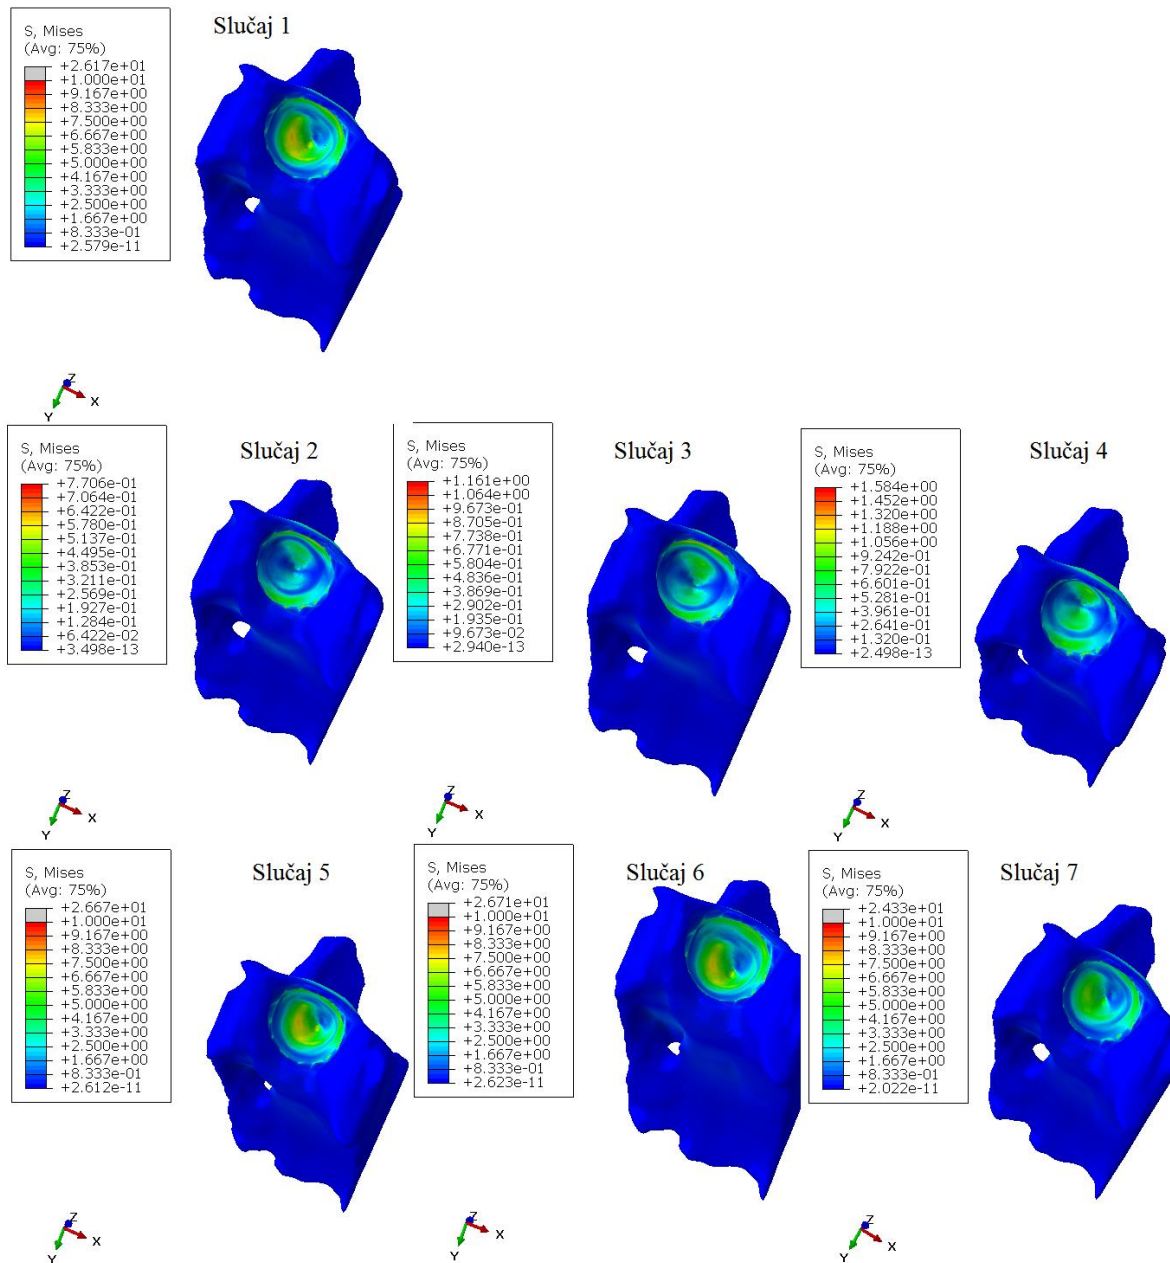 Slučaj 1
S, Mises
(Avg: 75%)
+2.617e+01
+1.000e+01
+9.167e+00
+8.333e+00
+7.500e+00
+6.667e+00
+5.833e+00
+5.000e+00
+4.167e+00
+3.333e+00
+2.500e+00
+1.667e+00
+8.333e-01
+2.579e-11
Z
X
Y
Slučaj 2
S, Mises
(Avg: 75%)
+7.706e-01
+7.064e-01
+6.422e-01
+5.780e-01
+5.137e-01
+4.495e-01
+3.853e-01
+3.211e-01
+2.569e-01
+1.927e-01
+1.284e-01
+6.422e-02
+3.498e-13
Z
X
Y
Slučaj 3
S, Mises
(Avg: 75%)
+1.161e+00
+1.064e+00
+9.673e-01
+8.705e-01
+7.738e-01
+6.771e-01
+5.804e-01
+4.836e-01
+3.869e-01
+2.902e-01
+1.935e-01
+9.673e-02
+2.940e-13
Z
X
Y
Slučaj 4
S, Mises
(Avg: 75%)
+1.584e+00
+1.452e+00
+1.320e+00
+1.188e+00
+1.056e+00
+9.242e-01
+7.922e-01
+6.601e-01
+5.281e-01
+3.961e-01
+2.641e-01
+1.320e-01
+2.498e-13
Z
X
Y
Slučaj 5
S, Mises
(Avg: 75%)
+2.667e+01
+1.000e+01
+9.167e+00
+8.333e+00
+7.500e+00
+6.667e+00
+5.833e+00
+5.000e+00
+4.167e+00
+3.333e+00
+2.500e+00
+1.667e+00
+8.333e-01
+2.612e-11
Z
X
Y
Slučaj 6
S, Mises
(Avg: 75%)
+2.671e+01
+1.000e+01
+9.167e+00
+8.333e+00
+7.500e+00
+6.667e+00
+5.833e+00
+5.000e+00
+4.167e+00
+3.333e+00
+2.500e+00
+1.667e+00
+8.333e-01
+2.623e-11
Z
X
Y
Slučaj 7
S, Mises
(Avg: 75%)
+2.433e+01
+1.000e+01
+9.167e+00
+8.333e+00
+7.500e+00
+6.667e+00
+5.833e+00
+5.000e+00
+4.167e+00
+3.333e+00
+2.500e+00
+1.667e+00
+8.333e-01
+2.022e-11
Z
X
Y